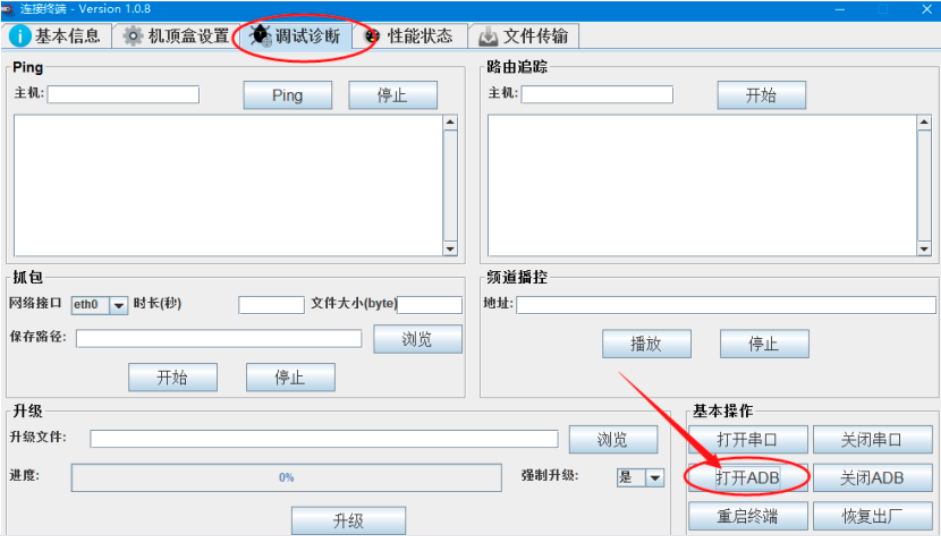 连接终端 - Version 1.0.8
基本信息 机顶盒设置 调试诊断 性能状态 文件传输
Ping
主机: Ping 停止
路由追踪
主机: 开始
抓包
网络接口 eth0 时长(秒) 文件大小(byte)
保存路径: 浏览
开始 停止
频道播控
地址:
播放 停止
升级
升级文件: 浏览
进度: 0% 强制升级: 是
升级
基本操作
打开串口 关闭串口
打开ADB 关闭ADB
重启终端 恢复出厂